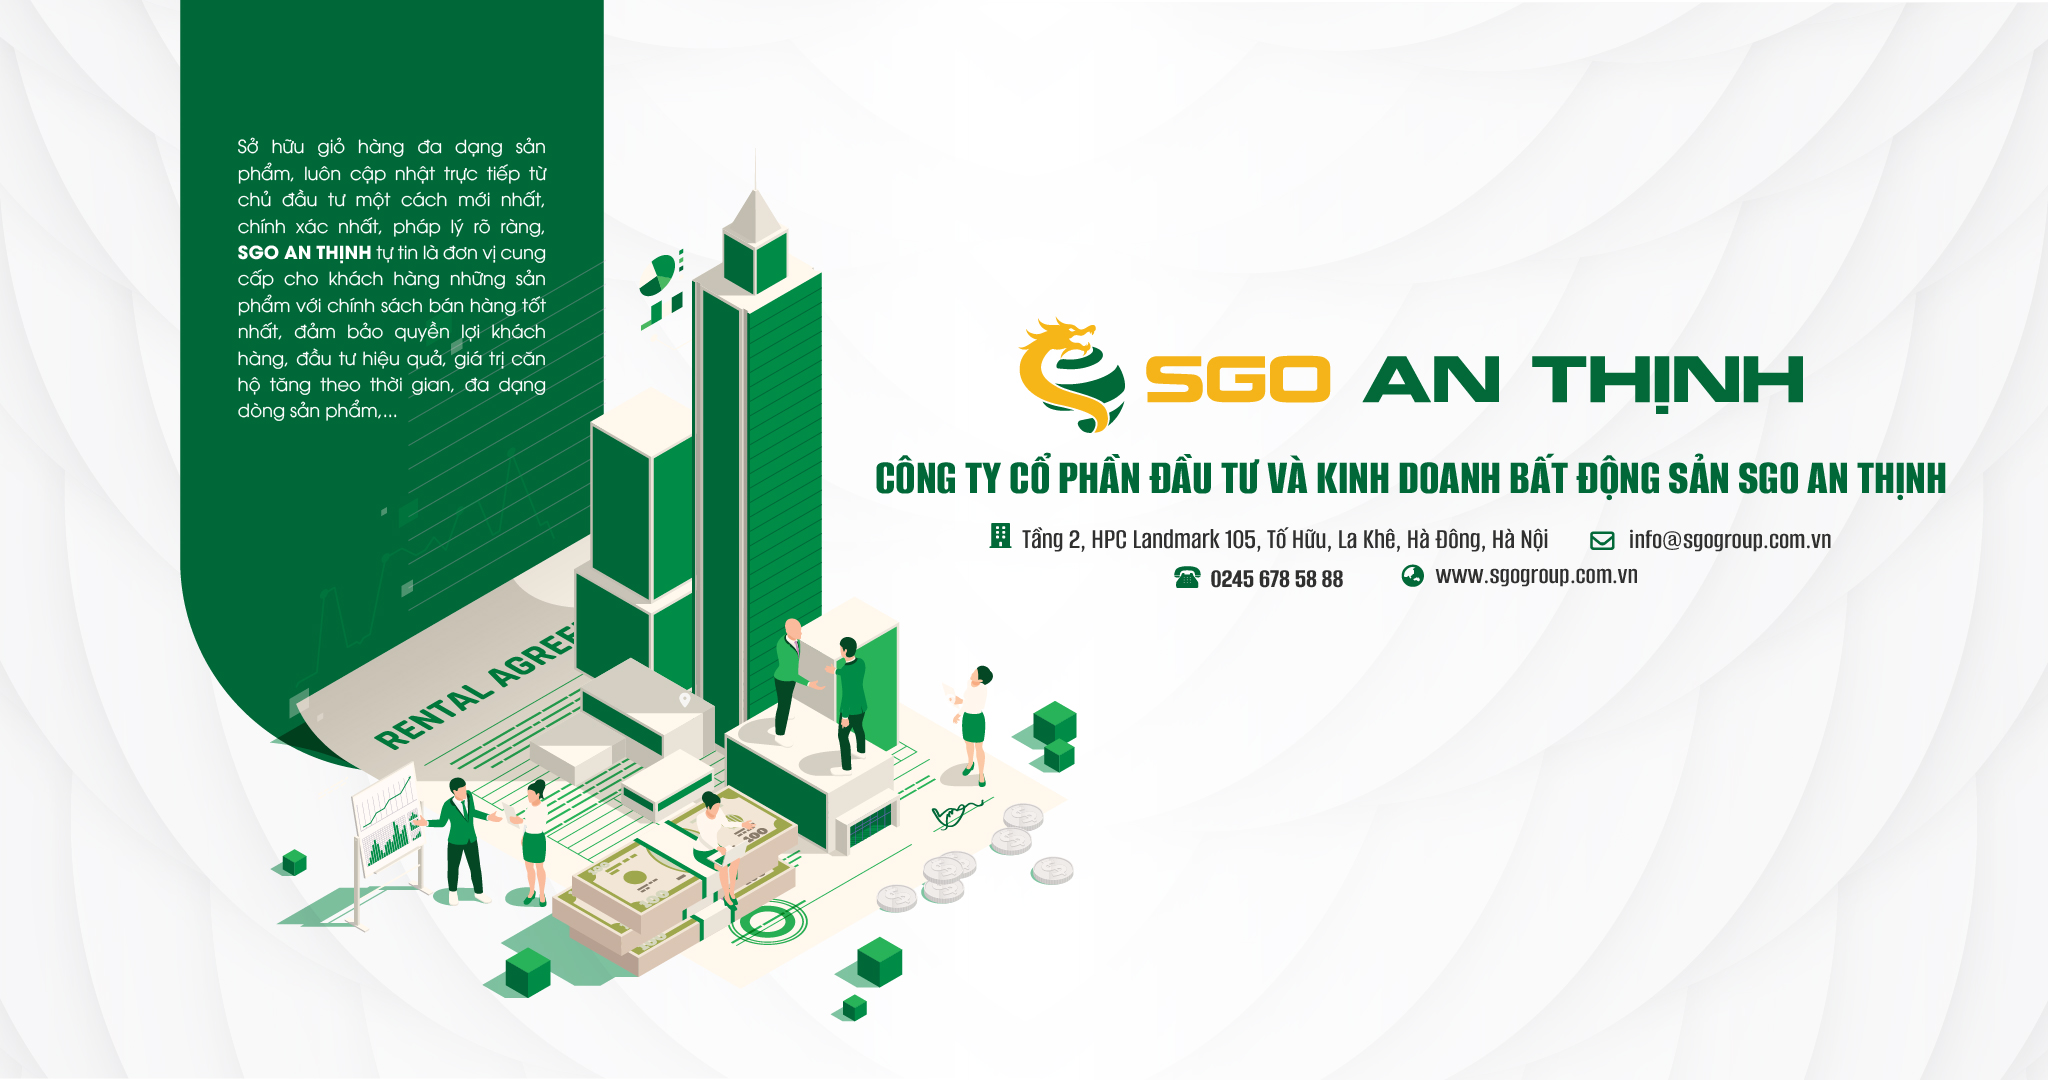 Sở hữu giỏ hàng đa dạng sản
phẩm, luôn cập nhật trực tiếp từ
chủ đầu tư một cách mới nhất,
chính xác nhất, pháp lý rõ ràng,
SGO AN THỊNH tự tin là đơn vị cung
cấp cho khách hàng những sản
phẩm với chính sách bán hàng tốt
nhất, đảm bảo quyền lợi khách
hàng, đầu tư hiệu quả, giá trị căn
hộ tăng theo thời gian, đa dạng
dòng sản phẩm,...
SGO AN THỊNH
CÔNG TY CỔ PHẦN ĐẦU TƯ VÀ KINH DOANH BẤT ĐỘNG SẢN SGO AN THỊNH
Tầng 2, HPC Landmark 105, Tố Hữu, La Khê, Hà Đông, Hà Nội info@sgogroup.com.vn
0245 678 58 88 www.sgogroup.com.vn
RENTAL AGREE
100